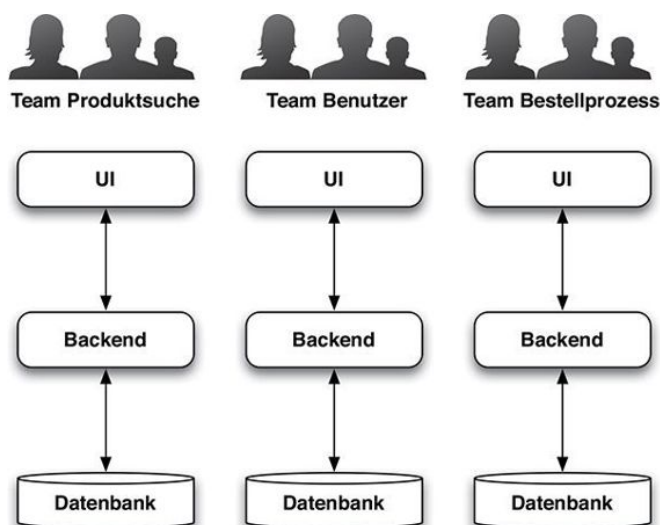 Team Produktsuche
Team Benutzer
Team Bestellprozess
UI
UI
UI
Backend
Backend
Backend
Datenbank
Datenbank
Datenbank